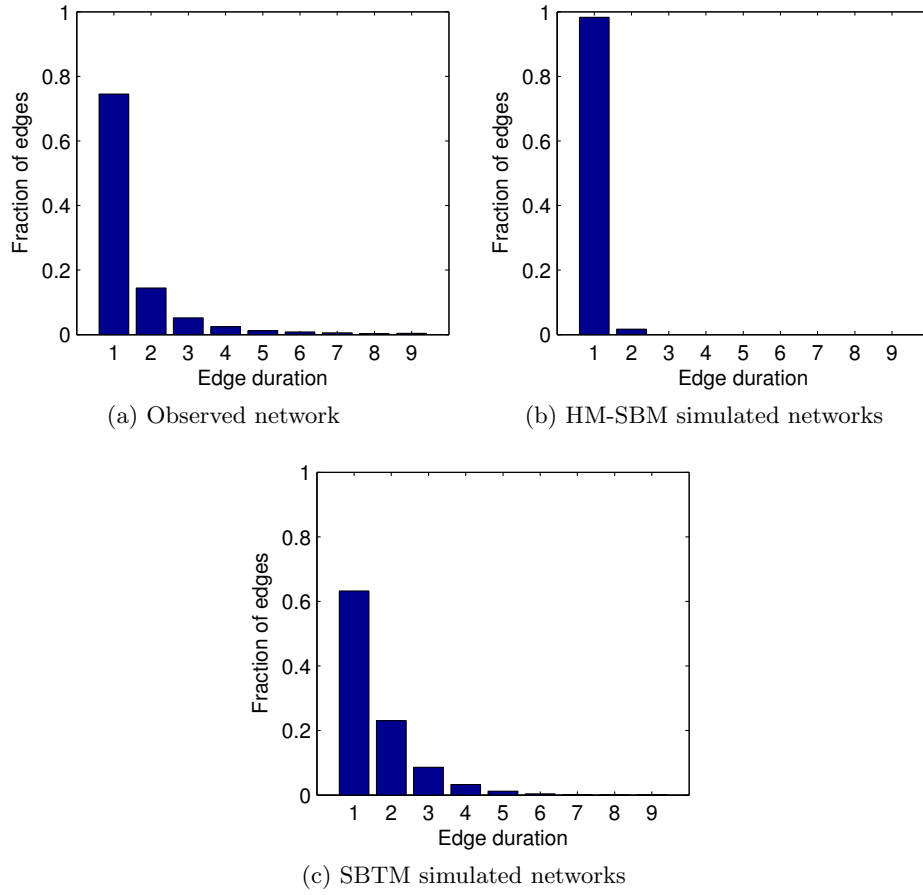 1
0.8
0.6
0.4
0.2
0
Fraction of edges
1 2 3 4 5 6 7 8 9
Edge duration
(a) Observed network
1
0.8
0.6
0.4
0.2
0
Fraction of edges
1 2 3 4 5 6 7 8 9
Edge duration
(b) HM-SBM simulated networks
1
0.8
0.6
0.4
0.2
0
Fraction of edges
1 2 3 4 5 6 7 8 9
Edge duration
(c) SBTM simulated networks